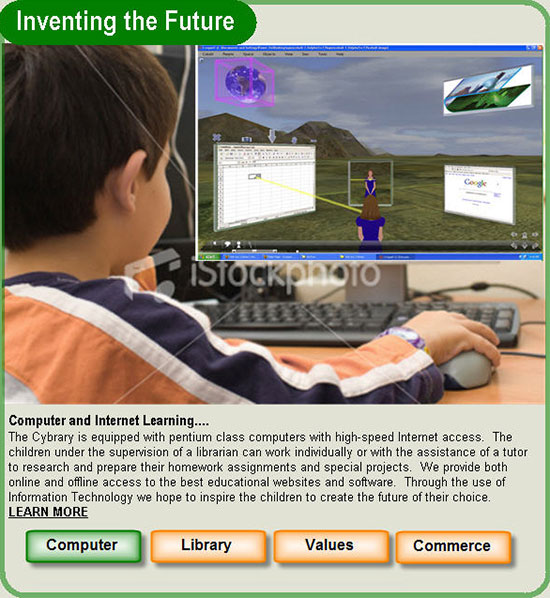 Inventing the Future
Google
iStockphoto
Computer and Internet Learning....
The Cybrary is equipped with pentium class computers with high-speed Internet access. The
children under the supervision of a librarian can work individually or with the assistance of a tutor
to research and prepare their homework assignments and special projects. We provide both
online and offline access to the best educational websites and software. Through the use of
Information Technology we hope to inspire the children to create the future of their choice.
LEARN MORE
Computer
Library
Values
Commerce